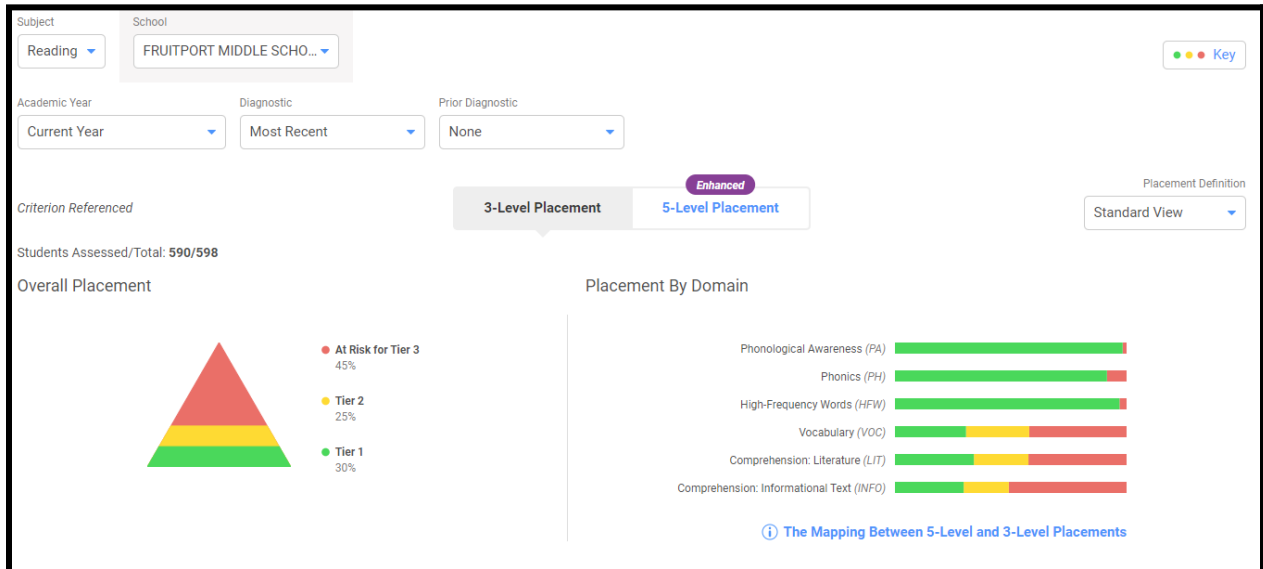 Subject
School
Reading
FRUITPORT MIDDLE SCHO...
Key
Academic Year
Diagnostic
Prior Diagnostic
Current Year
Most Recent
None
Enhanced
Placement Definition
Criterion Referenced
3-Level Placement
5-Level Placement
Standard View
Students Assessed/Total: 590/598
Overall Placement
Placement By Domain
At Risk for Tier 3
45%
Tier 2
25%
Tier 1
30%
Phonological Awareness (PA)
Phonics (PH)
High-Frequency Words (HFW)
Vocabulary (VOC)
Comprehension: Literature (LIT)
Comprehension: Informational Text (INFO)
The Mapping Between 5-Level and 3-Level Placements